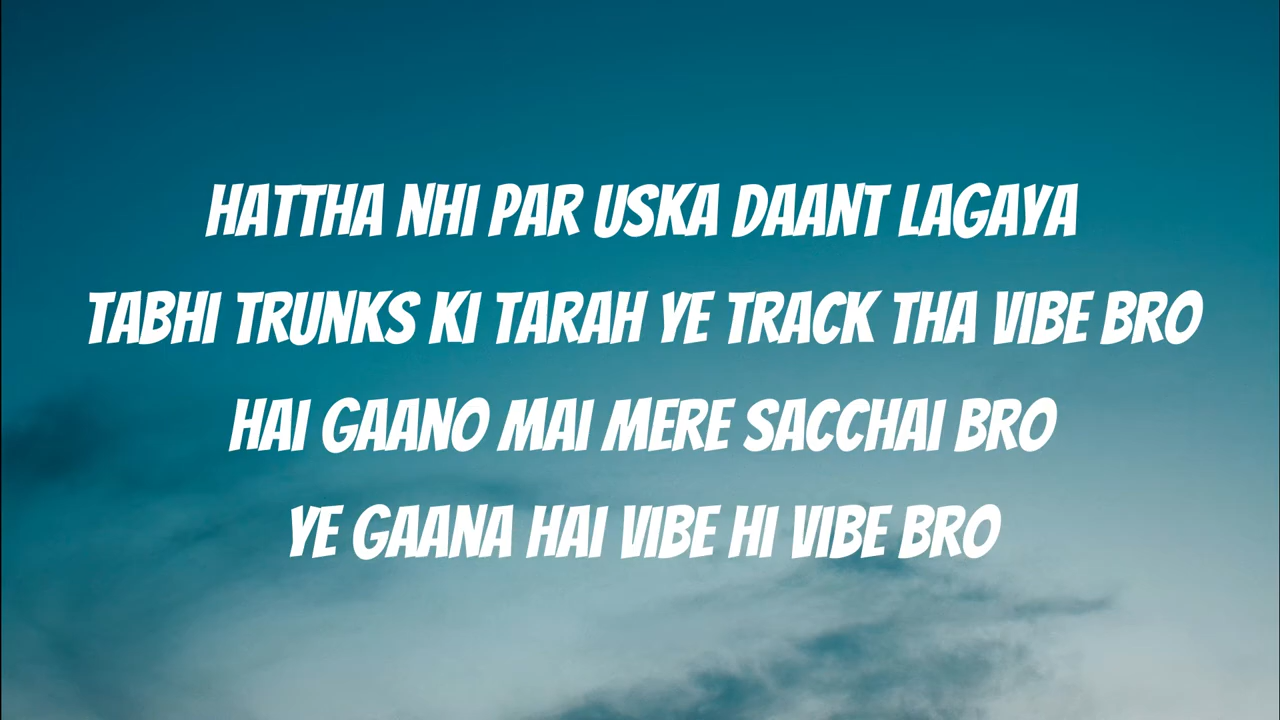 HATTHA NHI PAR USKA DAANT LAGAYA
TABHI TRUNKS KI TARAH YE TRACK THA VIBE BRO
HAI GAANO MAI MERE SACCHAI BRO
YE GAANA HAI VIBE HI VIBE BRO